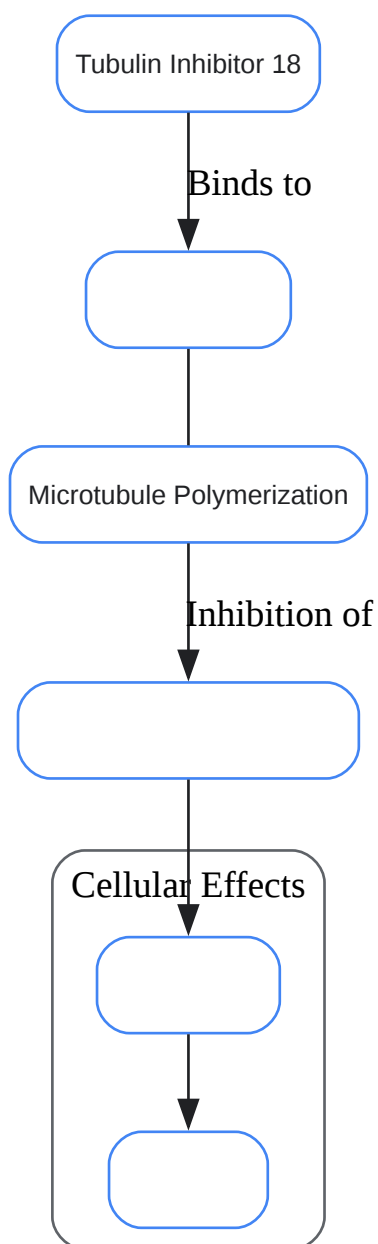 Tubulin Inhibitor 18
Binds to
Microtubule Polymerization
Inhibition of
Cellular Effects